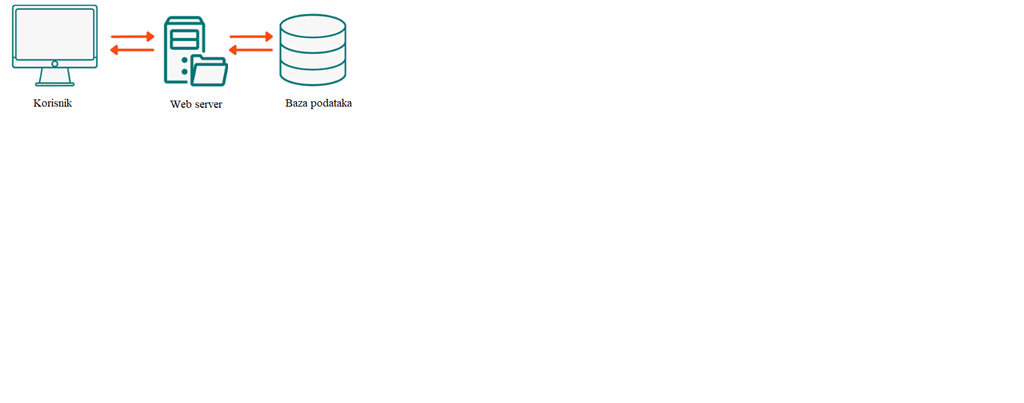 Korisnik
Web server
Baza podataka